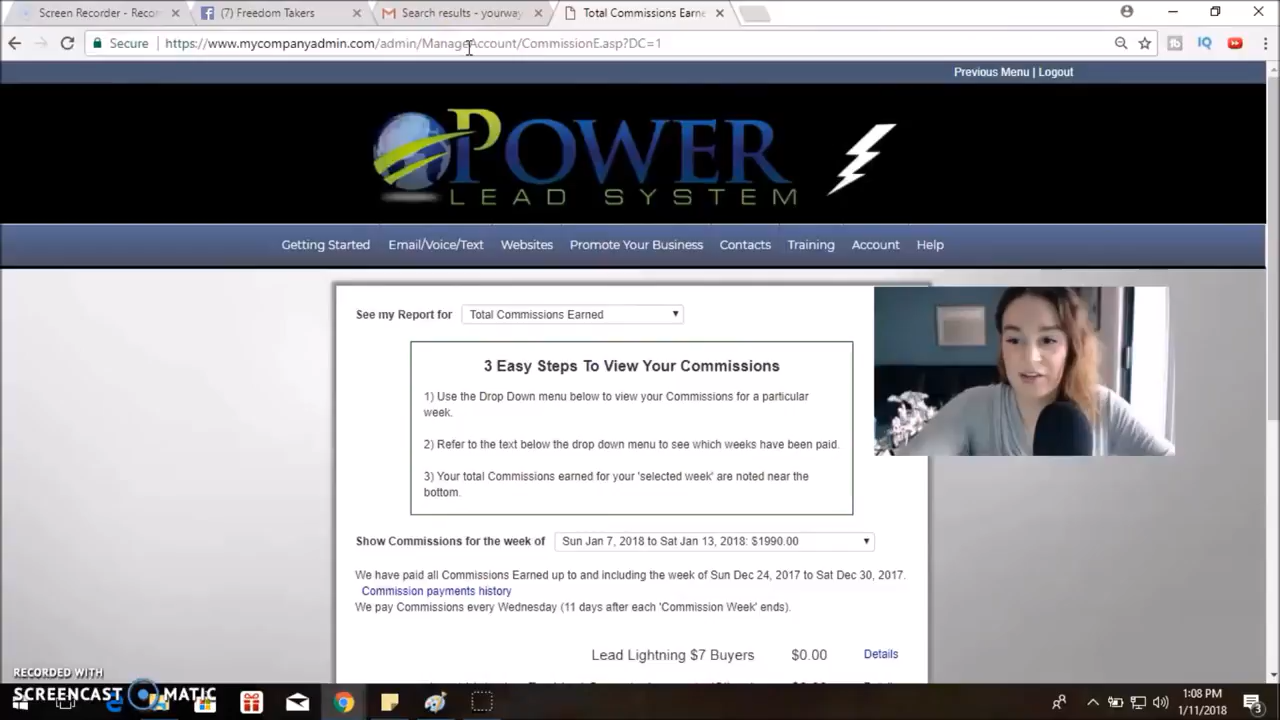 Screen Recorder - Recor
(7) Freedom Takers
Search results - yourway
Total Commissions Earne
Secure
https://www.mycompanyadmin.com/admin/ManageAccount/CommissionE.asp?DC=1
Previous Menu | Logout
POWER
LEAD SYSTEM
Getting Started
Email/Voice/Text
Websites
Promote Your Business
Contacts
Training
Account
Help
See my Report for
Total Commissions Earned
3 Easy Steps To View Your Commissions
1) Use the Drop Down menu below to view your Commissions for a particular
week.
2) Refer to the text below the drop down menu to see which weeks have been paid.
3) Your total Commissions earned for your 'selected week' are noted near the
bottom.
Show Commissions for the week of
Sun Jan 7, 2018 to Sat Jan 13, 2018: $1990.00
We have paid all Commissions Earned up to and including the week of Sun Dec 24, 2017 to Sat Dec 30, 2017.
Commission payments history
We pay Commissions every Wednesday (11 days after each 'Commission Week' ends).
Lead Lightning $7 Buyers $0.00 Details
RECORDED WITH
SCREENCAST MATIC
1:08 PM
1/11/2018
3